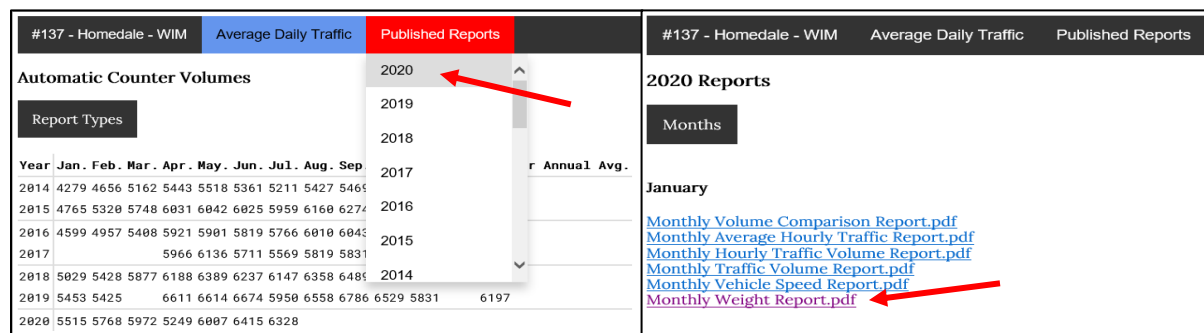 #137 - Homedale - WIM Average Daily Traffic Published Reports
Automatic Counter Volumes
Report Types
2020
2019
2018
2017
2016
2015
2014
Year Jan. Feb. Mar. Apr. May. Jun. Jul. Aug. Sep. r Annual Avg.
2014 4279 4656 5162 5443 5518 5361 5211 5427 5469
2015 4765 5320 5748 6031 6042 6025 5959 6160 6274
2016 4599 4957 5408 5921 5901 5819 5766 6010 6043
2017 5966 6136 5711 5569 5819 5831
2018 5029 5428 5877 6188 6389 6237 6147 6358 6489
2019 5453 5425 6611 6614 6674 5950 6558 6786 6529 5831 6197
2020 5515 5768 5972 5249 6007 6415 6328
#137 - Homedale - WIM Average Daily Traffic Published Reports
2020 Reports
Months
January
Monthly Volume Comparison Report.pdf
Monthly Average Hourly Traffic Report.pdf
Monthly Hourly Traffic Volume Report.pdf
Monthly Traffic Volume Report.pdf
Monthly Vehicle Speed Report.pdf
Monthly Weight Report.pdf